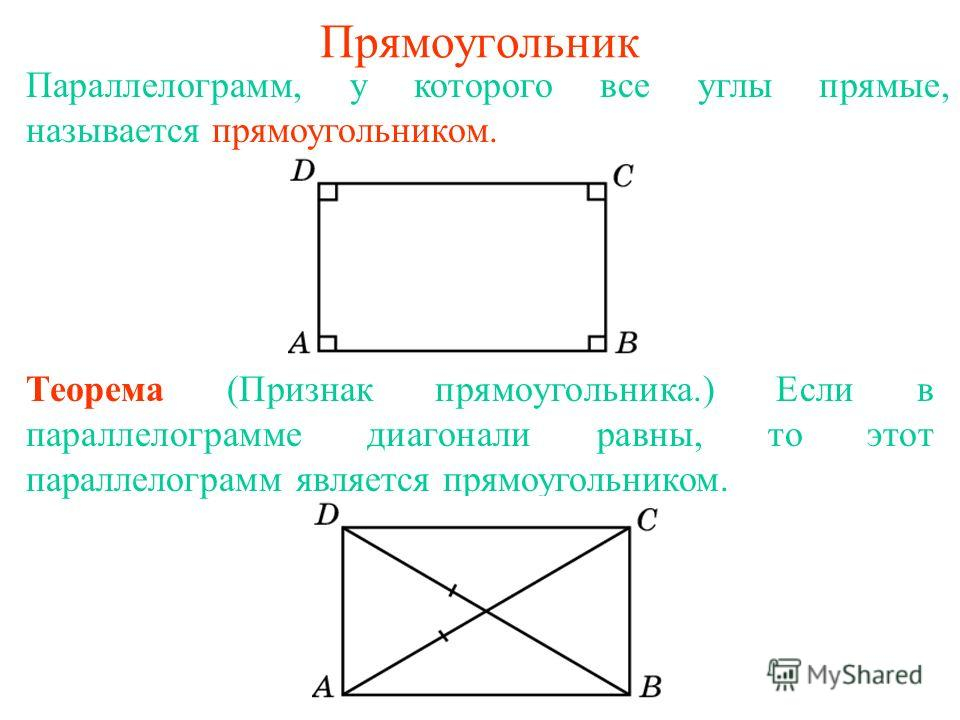 Прямоугольник
Параллелограмм, у которого все углы прямые,
называется прямоугольником.
D C
A B
Теорема (Признак прямоугольника.) Если в
параллелограмме диагонали равны, то этот
параллелограмм является прямоугольником.
D C
A B
MyShared